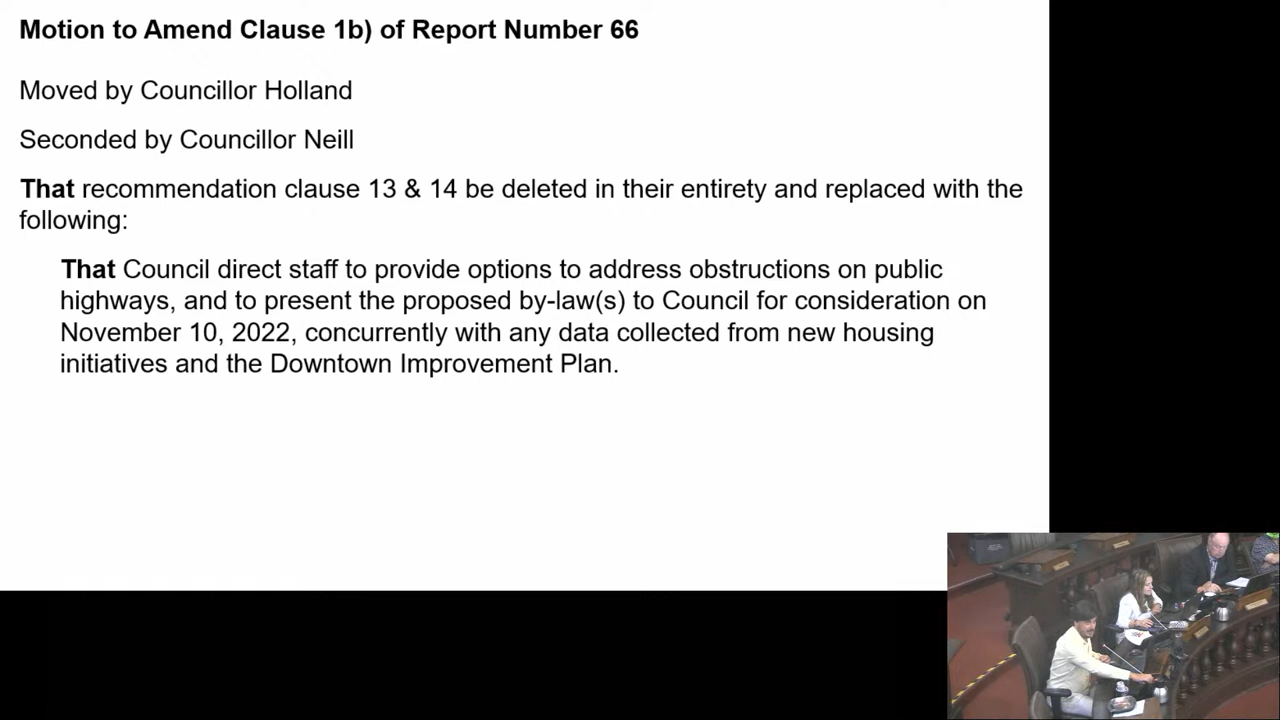 Motion to Amend Clause 1b) of Report Number 66
Moved by Councillor Holland
Seconded by Councillor Neill
That recommendation clause 13 & 14 be deleted in their entirety and replaced with the
following:
That Council direct staff to provide options to address obstructions on public
highways, and to present the proposed by-law(s) to Council for consideration on
November 10, 2022, concurrently with any data collected from new housing
initiatives and the Downtown Improvement Plan.